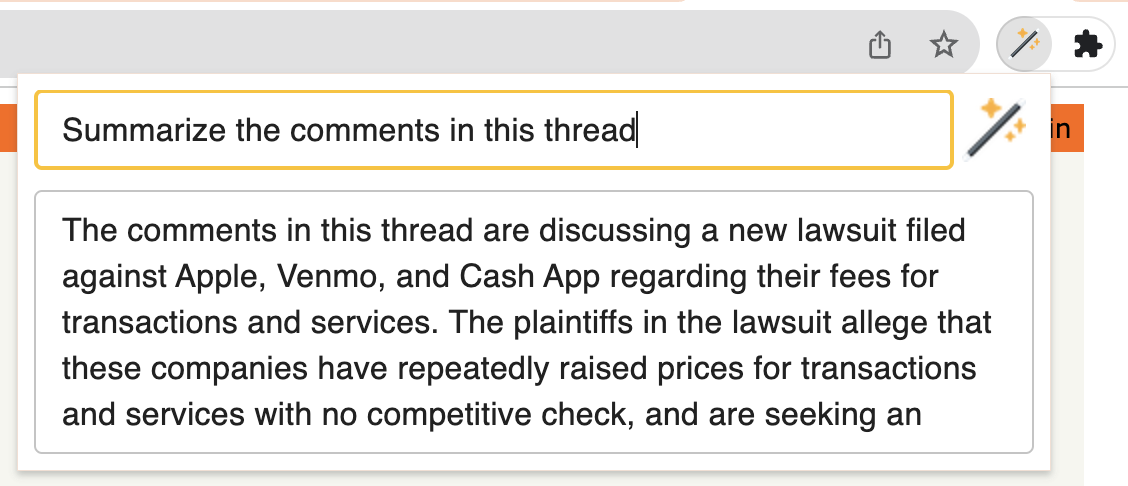 Summarize the comments in this thread
in
The comments in this thread are discussing a new lawsuit filed
against Apple, Venmo, and Cash App regarding their fees for
transactions and services. The plaintiffs in the lawsuit allege that
these companies have repeatedly raised prices for transactions
and services with no competitive check, and are seeking an